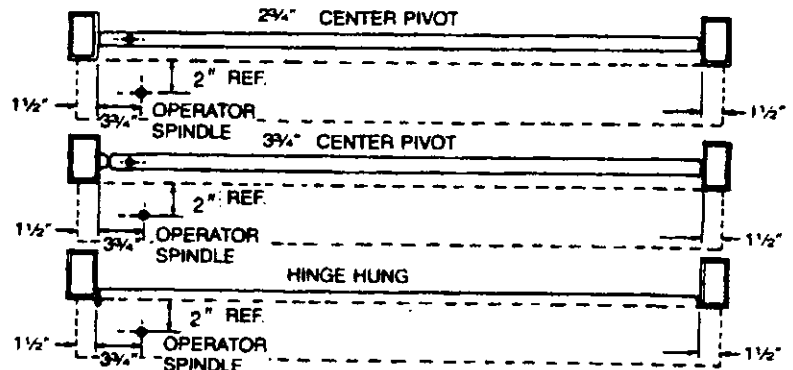 2¾" CENTER PIVOT
2" REF.
1½" 3¾" OPERATOR 1½"
SPINDLE
3¾" CENTER PIVOT
2" REF.
1½" 3¾" OPERATOR 1½"
SPINDLE
HINGE HUNG
2" REF.
1½" 3¾" OPERATOR 1½"
SPINDLE